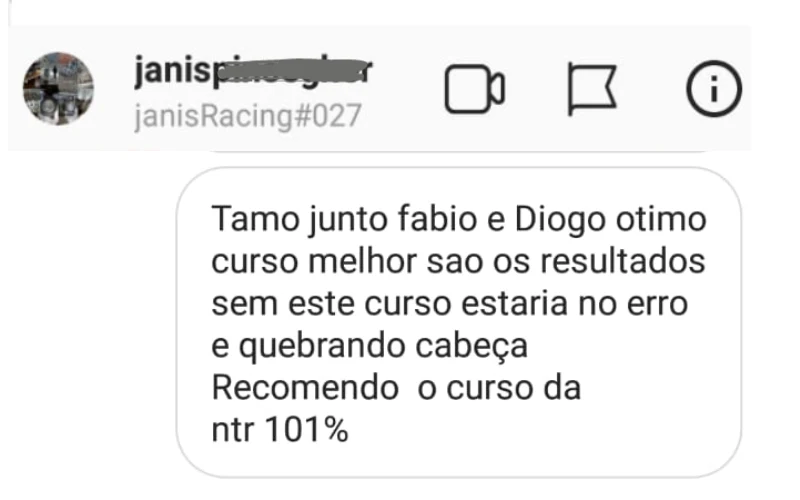 janisRacing#027
Tamo junto fabio e Diogo otimo
curso melhor sao os resultados
sem este curso estaria no erro
e quebrando cabeça
Recomendo o curso da
ntr 101%